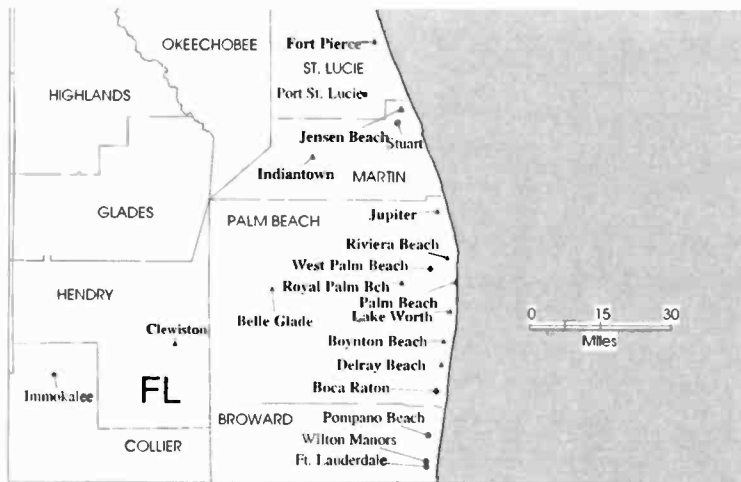 OKEECHOBEE
Fort Pierce
ST. LUCIE
HIGHLANDS
Port St. Lucie
Jensen Beach
Stuart
Indiantown
MARTIN
GLADES
PALM BEACH
Jupiter
Riviera Beach
West Palm Beach
HENDRY
Royal Palm Bch
Palm Beach
Belle Glade
Lake Worth
0 15 30
Miles
Clewiston
Boynton Beach
Delray Beach
Immokalee
FL
Boca Raton
BROWARD
Pompano Beach
COLLIER
Wilton Manors
Ft. Lauderdale